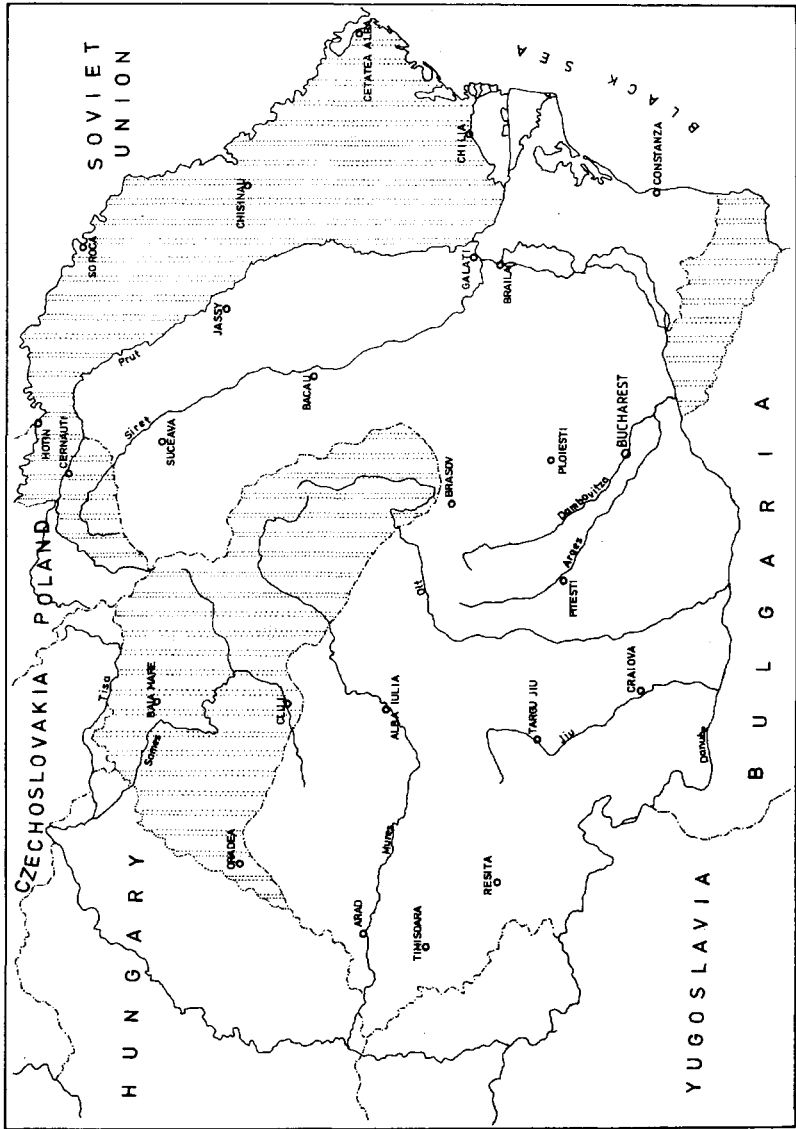 SOVIET
UNION
POLAND
CZECHOSLOVAKIA
HUNGARY
YUGOSLAVIA
BULGARIA
BLACK SEA
HOTIN
CERNAUTI
SOROCA
CHISINAU
CETATEA ALBA
CHILIA
JASSY
Prut
Siret
SUCEAVA
BACAU
GALATI
BRAILA
CONSTANZA
Tisa
BAIA MARE
Somes
CLUJ
ORADEA
ALBA IULIA
Mures
ARAD
TIMISOARA
RESITA
BRASOV
Olt
PLOIESTI
BUCHAREST
Dambovitza
Arges
PITESTI
TARGU JIU
Jiu
CRAIOVA
Danube